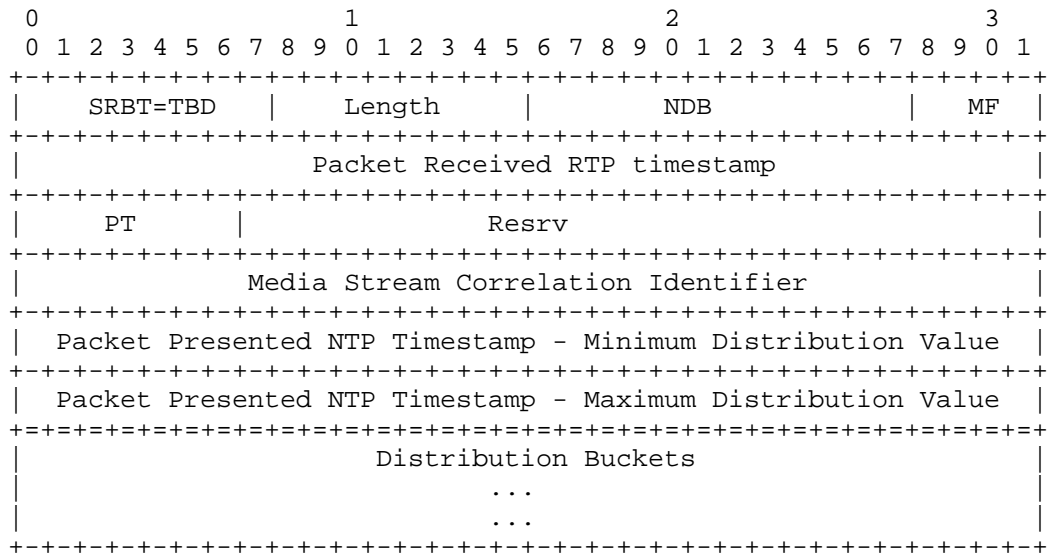 0                   1                   2                   3
 0 1 2 3 4 5 6 7 8 9 0 1 2 3 4 5 6 7 8 9 0 1 2 3 4 5 6 7 8 9 0 1
+-+-+-+-+-+-+-+-+-+-+-+-+-+-+-+-+-+-+-+-+-+-+-+-+-+-+-+-+-+-+-+-+
|    SRBT=TBD   |    Length     |         NDB           |   MF  |
+-+-+-+-+-+-+-+-+-+-+-+-+-+-+-+-+-+-+-+-+-+-+-+-+-+-+-+-+-+-+-+-+
|                  Packet Received RTP timestamp                |
+-+-+-+-+-+-+-+-+-+-+-+-+-+-+-+-+-+-+-+-+-+-+-+-+-+-+-+-+-+-+-+-+
|     PT      |               Resrv                             |
+-+-+-+-+-+-+-+-+-+-+-+-+-+-+-+-+-+-+-+-+-+-+-+-+-+-+-+-+-+-+-+-+
|              Media Stream Correlation Identifier              |
+-+-+-+-+-+-+-+-+-+-+-+-+-+-+-+-+-+-+-+-+-+-+-+-+-+-+-+-+-+-+-+-+
|  Packet Presented NTP Timestamp - Minimum Distribution Value  |
+-+-+-+-+-+-+-+-+-+-+-+-+-+-+-+-+-+-+-+-+-+-+-+-+-+-+-+-+-+-+-+-+
|  Packet Presented NTP Timestamp - Maximum Distribution Value  |
+=+=+=+=+=+=+=+=+=+=+=+=+=+=+=+=+=+=+=+=+=+=+=+=+=+=+=+=+=+=+=+=+
|                      Distribution Buckets                     |
|                             ...                               |
|                             ...                               |
+-+-+-+-+-+-+-+-+-+-+-+-+-+-+-+-+-+-+-+-+-+-+-+-+-+-+-+-+-+-+-+-+